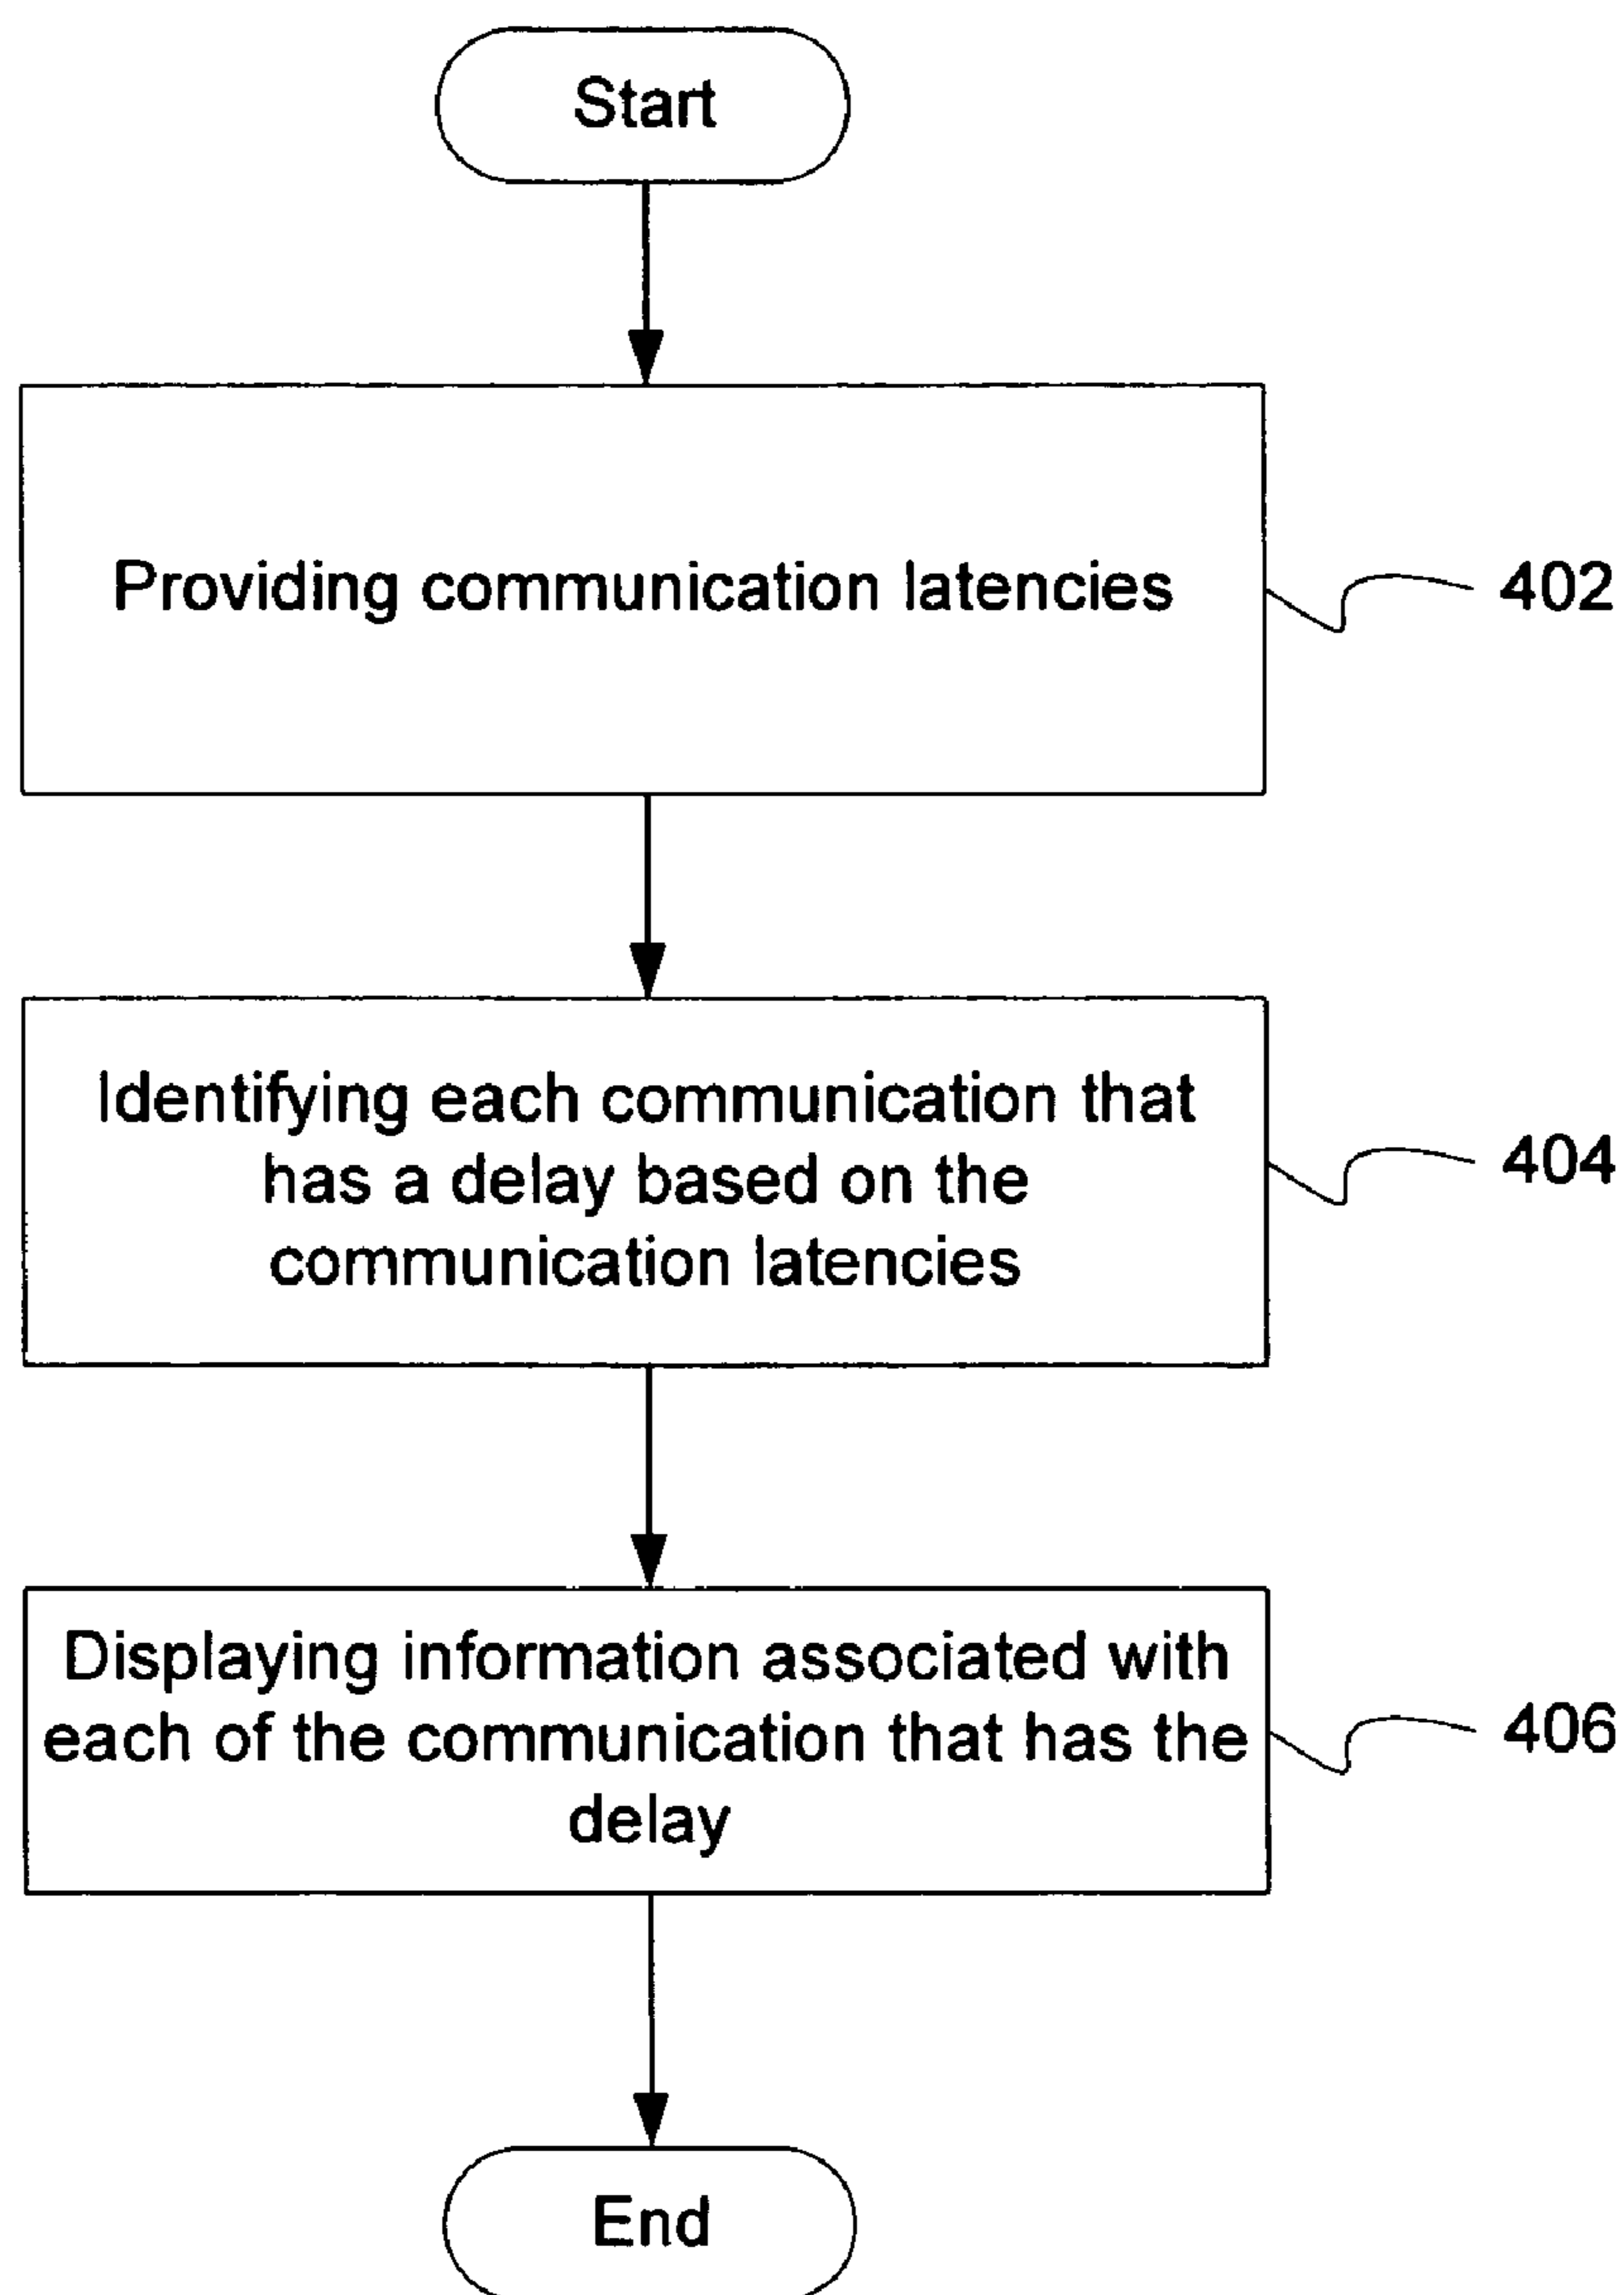 Start
Providing communication latencies
402
Identifying each communication that
has a delay based on the
communication latencies
404
Displaying information associated with
each of the communication that has the
delay
406
End